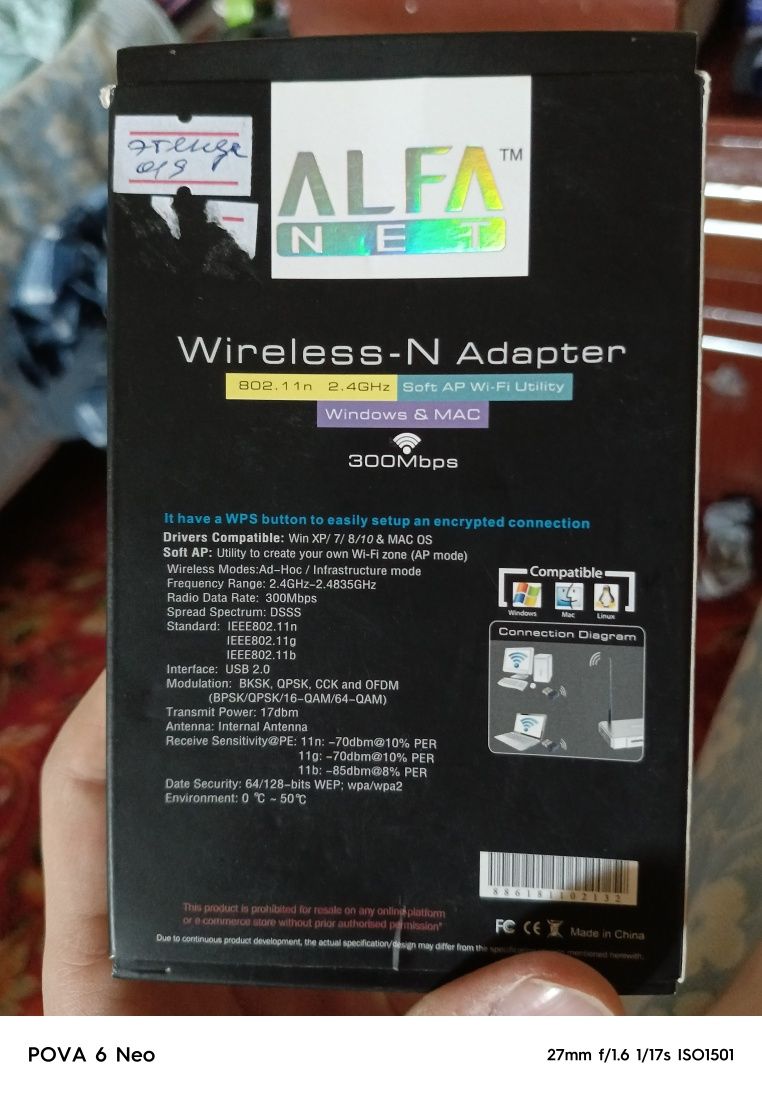 019
ALFA™
NET
Wireless-N Adapter
802.11n 2.4GHz Soft AP Wi-Fi Utility
Windows & MAC
300Mbps
It have a WPS button to easily setup an encrypted connection
Drivers Compatible: Win XP/ 7/ 8/10 & MAC OS
Soft AP: Utility to create your own Wi-Fi zone (AP mode)
Wireless Modes:Ad-Hoc / Infrastructure mode
Frequency Range: 2.4GHz-2.4835GHz
Radio Data Rate: 300Mbps
Spread Spectrum: DSSS
Standard: IEEE802.11n
IEEE802.11g
IEEE802.11b
Interface: USB 2.0
Modulation: BKSK, QPSK, CCK and OFDM
(BPSK/QPSK/16-QAM/64-QAM)
Transmit Power: 17dbm
Antenna: Internal Antenna
Receive Sensitivity@PE: 11n: -70dbm@10% PER
11g: -70dbm@10% PER
11b: -85dbm@8% PER
Date Security: 64/128-bits WEP; wpa/wpa2
Environment: 0 ℃ ~ 50℃
Compatible
Windows Mac Linux
Connection Diagram
886181102132
This product is prohibited for resale on any online platform
or e-commerce store without prior authorised permission"
FC CE Made in China
Due to continuous product development, the actual specification/design may differ from the specifications mentioned herewith.
POVA 6 Neo
27mm f/1.6 1/17s ISO1501